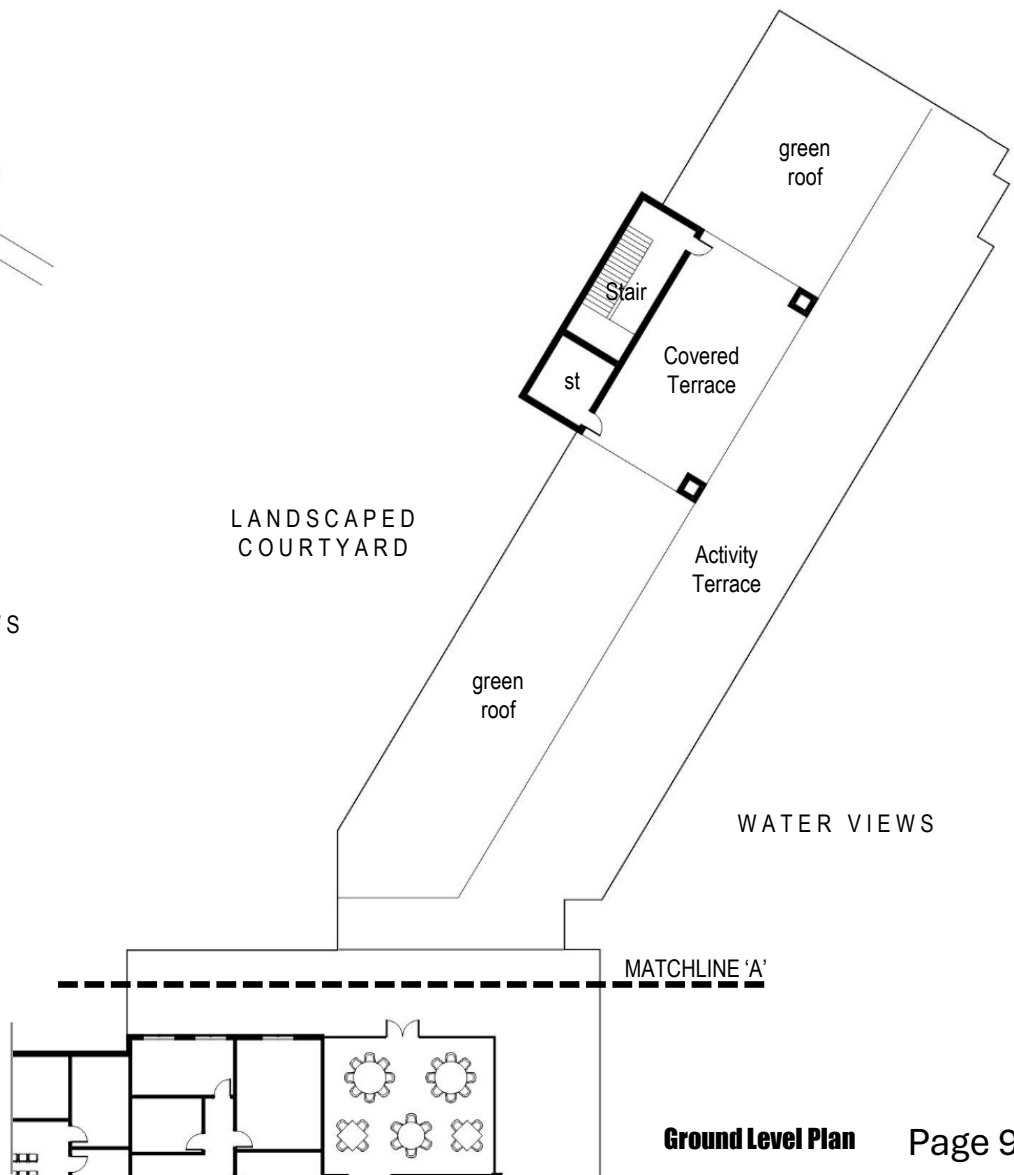 green
roof
Stair
Covered
Terrace
st
LANDSCAPED
COURTYARD
Activity
Terrace
S
green
roof
WATER VIEWS
MATCHLINE ‘A’
Ground Level Plan
Page 9